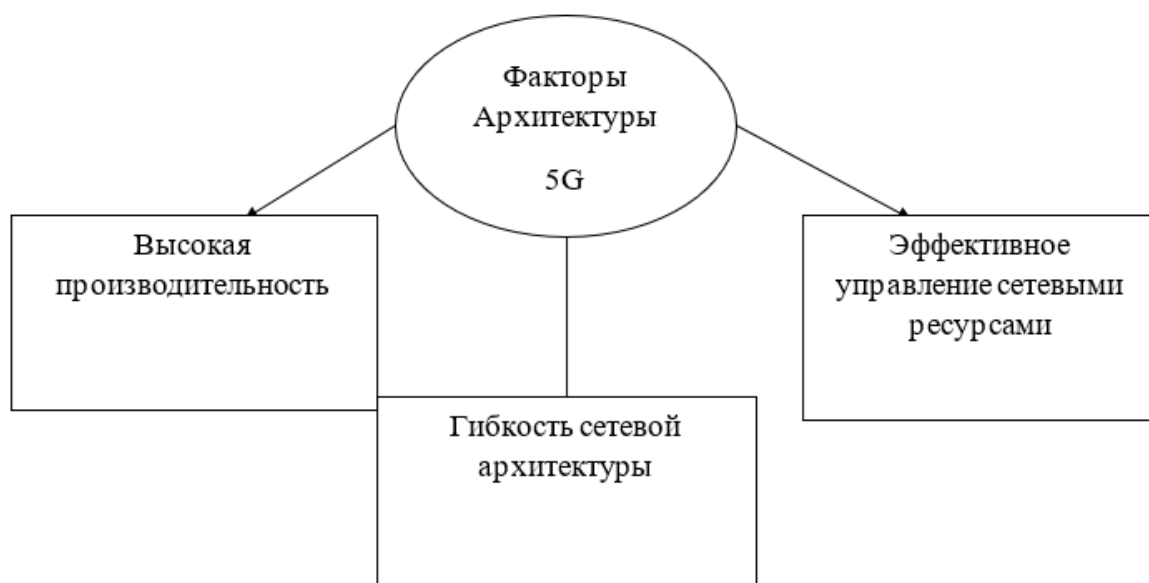 Факторы
Архитектуры
5G
Высокая
производительность
Эффективное
управление сетевыми
ресурсами
Гибкость сетевой
архитектуры